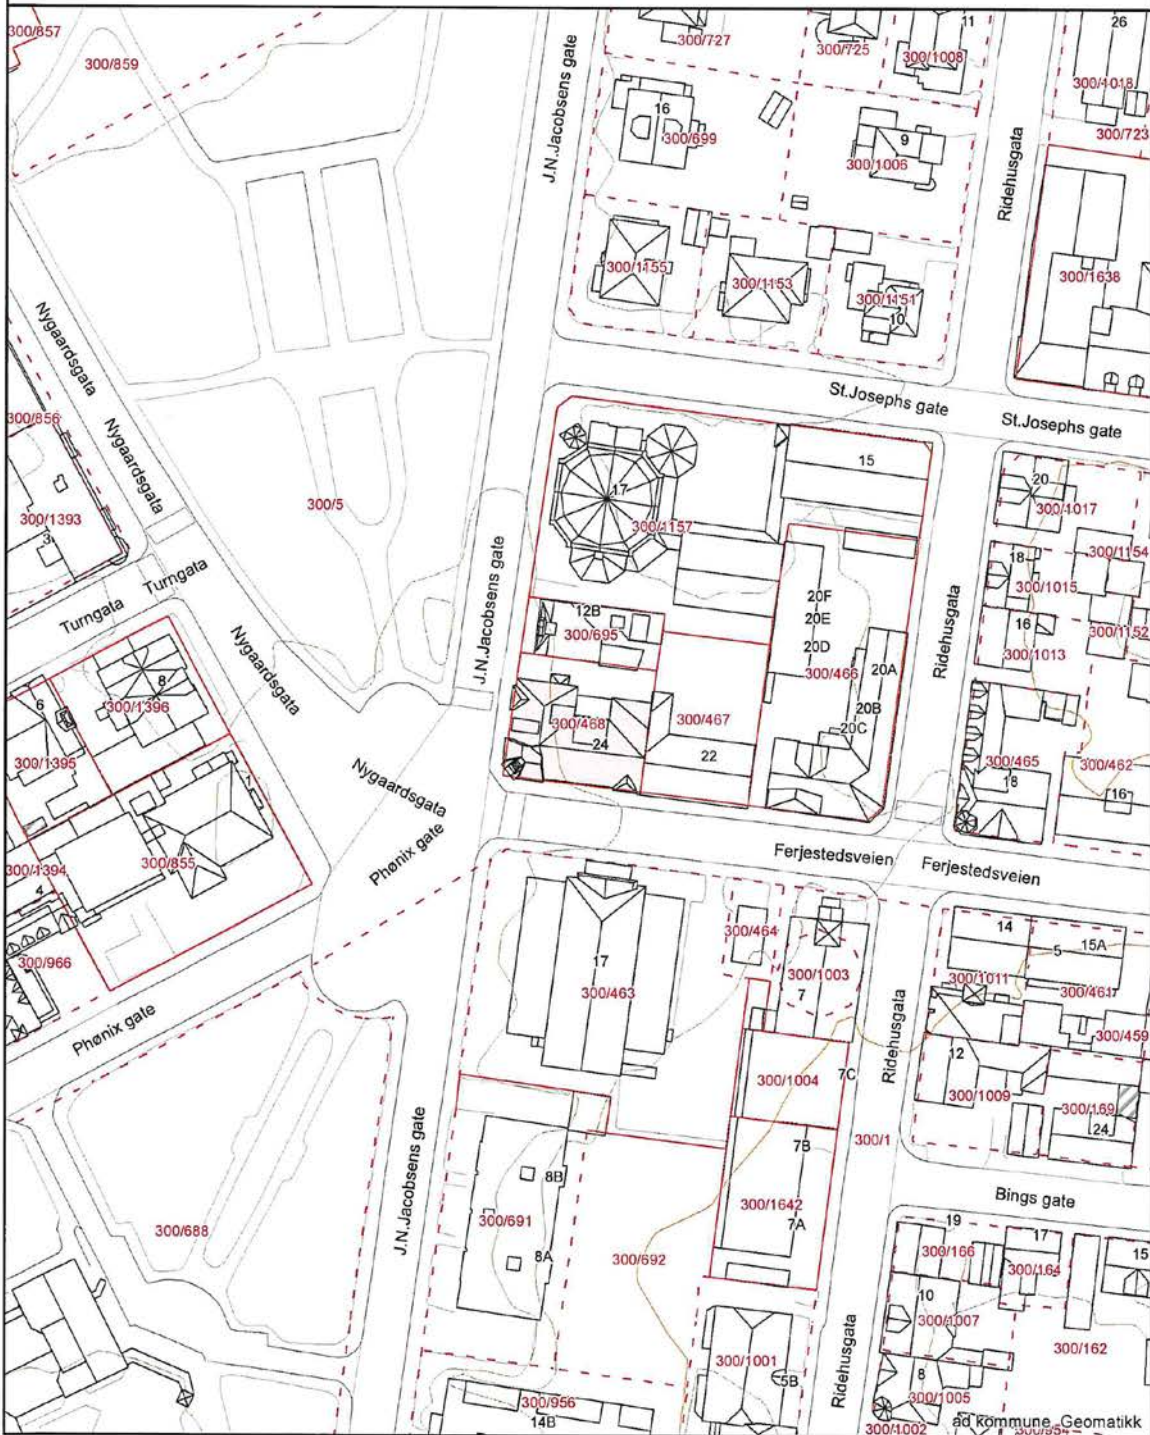 300/857
300/859
J.N.Jacobsens gate
300/727
300/725
11
300/1008
26
300/1018
300/723
16
300/699
9
300/1006
Ridehusgata
300/1155
300/1153
300/1151
10
300/1638
Nygaardsgata
Nygaardsgata
300/856
300/1393
3
300/5
St.Josephs gate
St.Josephs gate
15
17
300/1157
20
300/1017
300/1154
18
300/1015
16
300/1013
300/1152
Turngata
Turngata
J.N.Jacobsens gate
12B
300/695
20F
20E
20D
300/466
20A
20B
20C
Ridehusgata
Nygaardsgata
8
300/1396
6
300/1395
300/468
24
300/467
22
300/465
18
300/462
16
Nygaardsgata
1
Phønix gate
300/855
300/1394
4
300/966
Ferjestedsveien
Ferjestedsveien
300/464
17
300/463
300/1003
7
14
5
15A
300/1011
300/461
300/459
Phønix gate
Ridehusgata
12
300/1009
300/169
24
300/1004
7C
7B
300/1
300/1642
7A
J.N.Jacobsens gate
8B
300/691
8A
300/692
300/688
Bings gate
19
300/166
17
300/164
15
10
300/1007
300/162
Ridehusgata
300/1001
5B
8
300/1005
300/956
14B
300/1002
ad kommune, Geomatikk